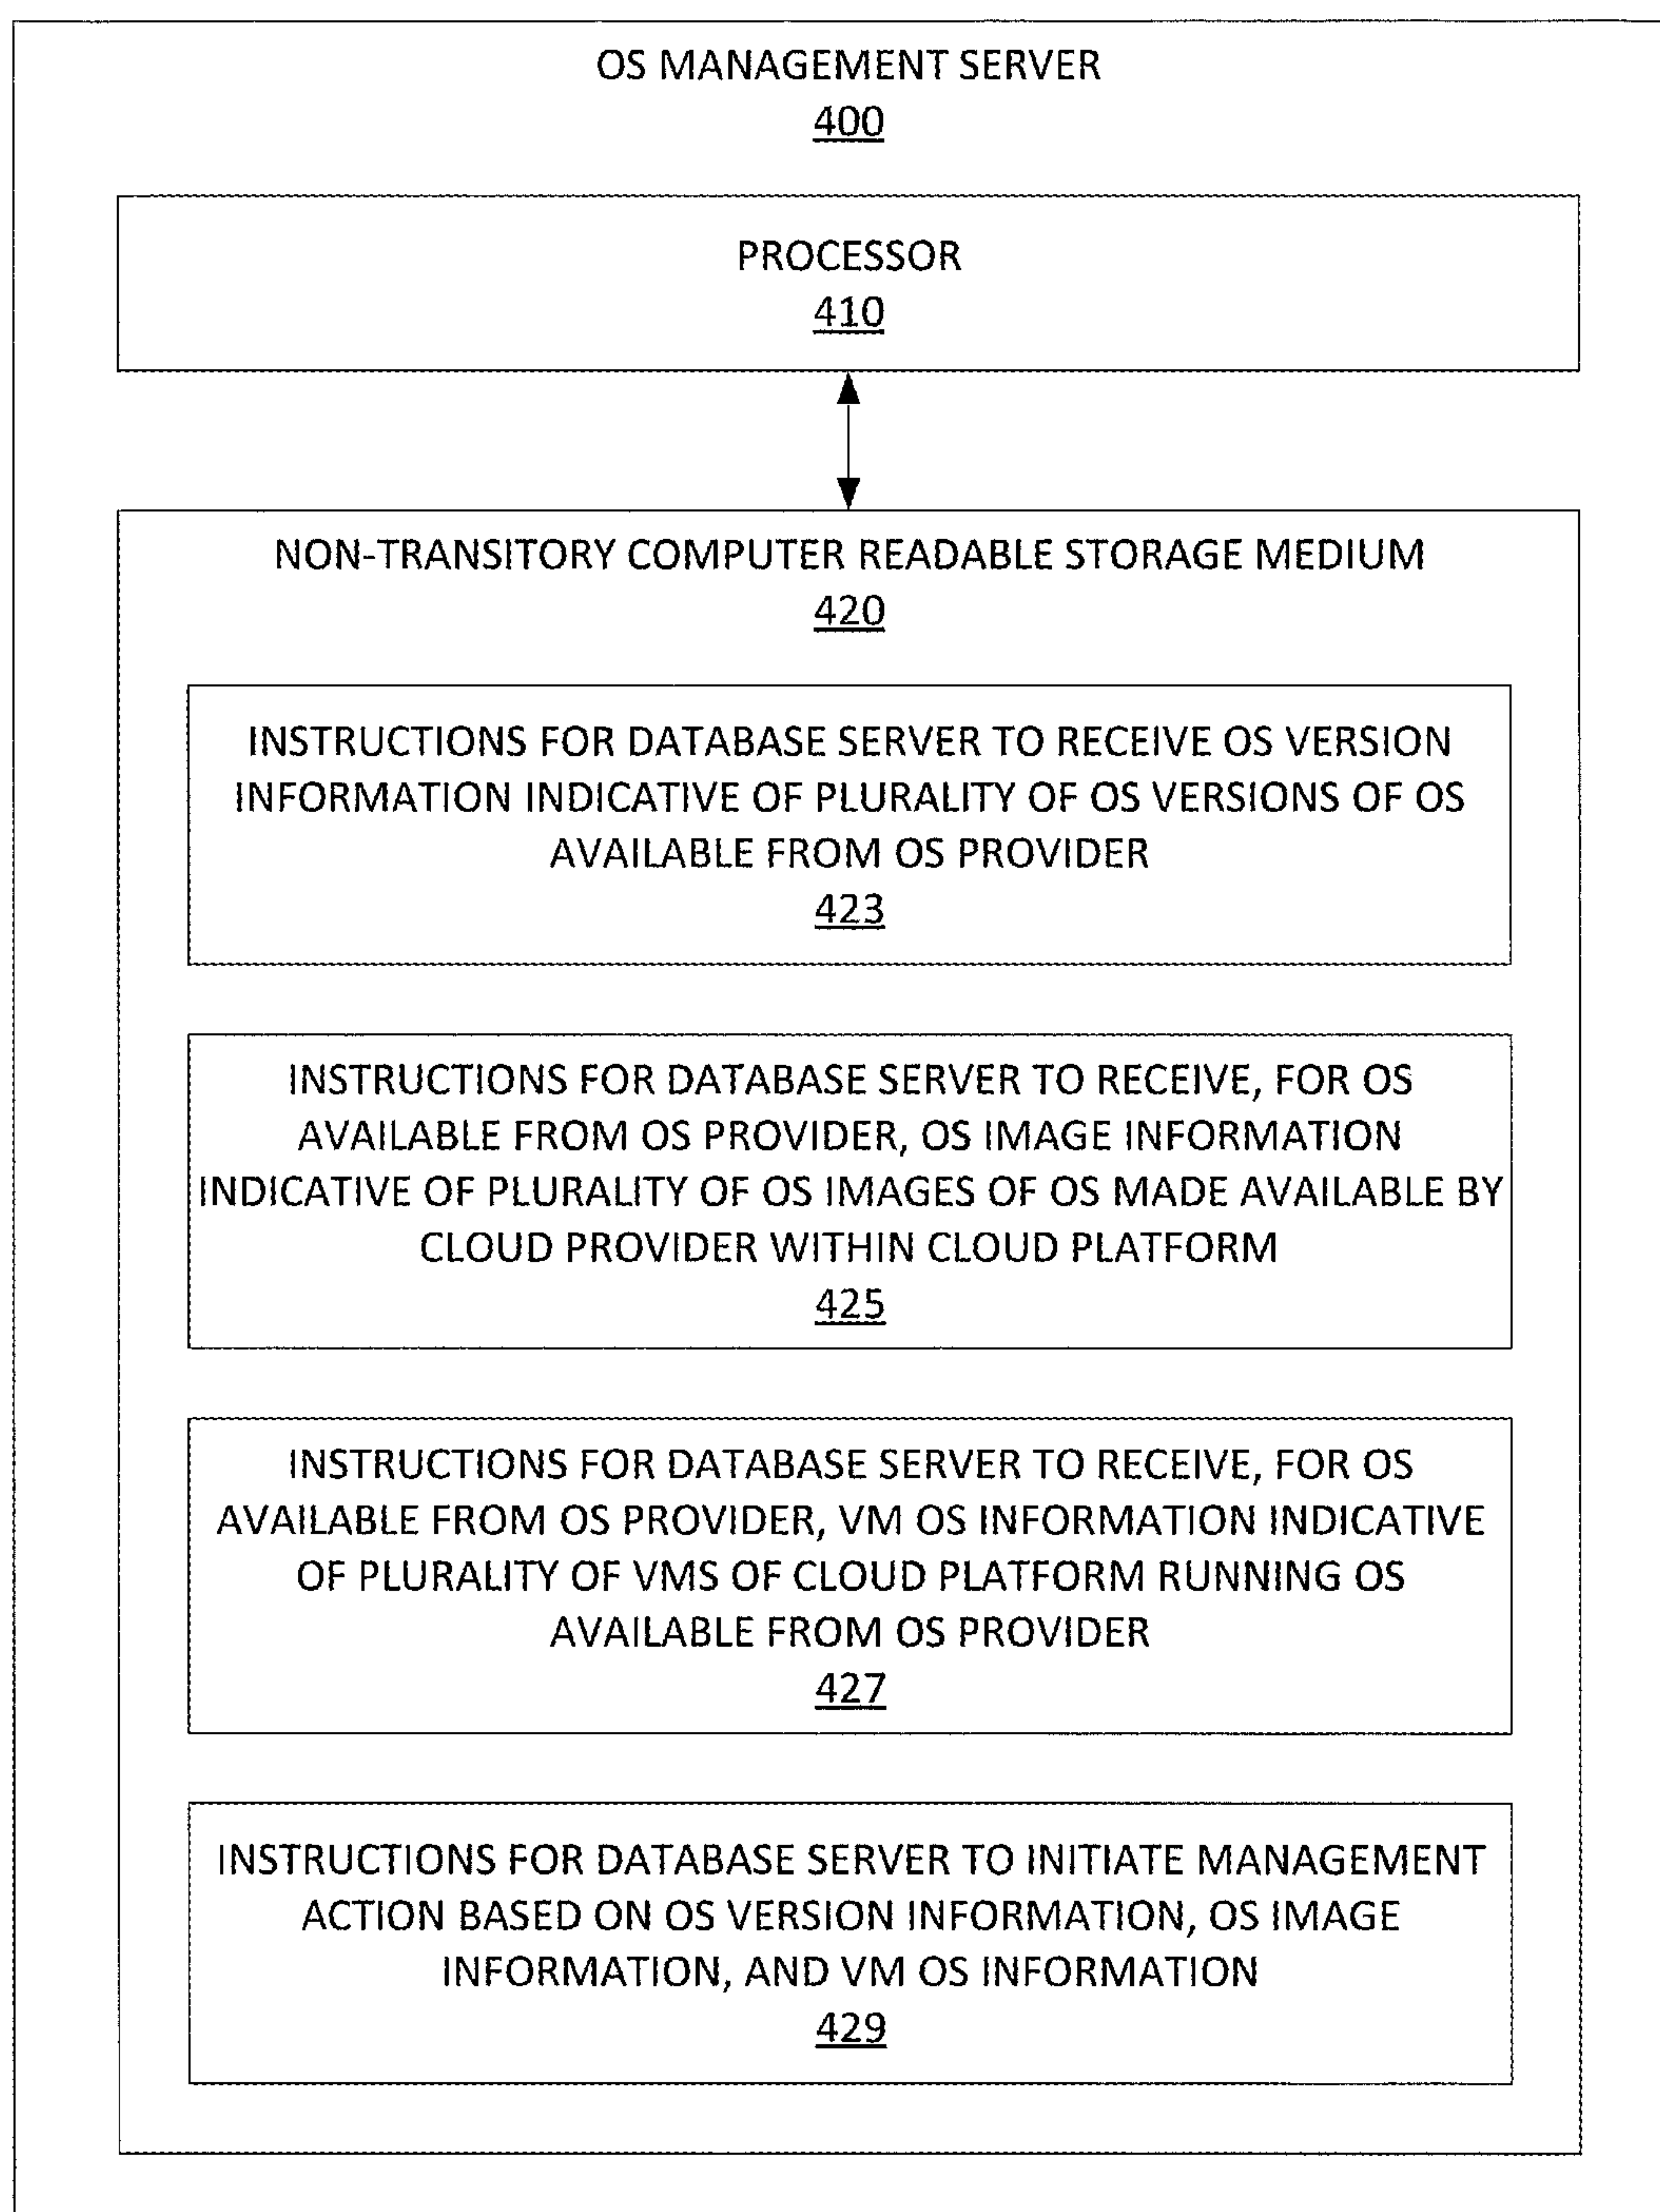 OS MANAGEMENT SERVER
400
PROCESSOR
410
NON-TRANSITORY COMPUTER READABLE STORAGE MEDIUM
420
INSTRUCTIONS FOR DATABASE SERVER TO RECEIVE OS VERSION
INFORMATION INDICATIVE OF PLURALITY OF OS VERSIONS OF OS
AVAILABLE FROM OS PROVIDER
423
INSTRUCTIONS FOR DATABASE SERVER TO RECEIVE, FOR OS
AVAILABLE FROM OS PROVIDER, OS IMAGE INFORMATION
INDICATIVE OF PLURALITY OF OS IMAGES OF OS MADE AVAILABLE BY
CLOUD PROVIDER WITHIN CLOUD PLATFORM
425
INSTRUCTIONS FOR DATABASE SERVER TO RECEIVE, FOR OS
AVAILABLE FROM OS PROVIDER, VM OS INFORMATION INDICATIVE
OF PLURALITY OF VMS OF CLOUD PLATFORM RUNNING OS
AVAILABLE FROM OS PROVIDER
427
INSTRUCTIONS FOR DATABASE SERVER TO INITIATE MANAGEMENT
ACTION BASED ON OS VERSION INFORMATION, OS IMAGE
INFORMATION, AND VM OS INFORMATION
429